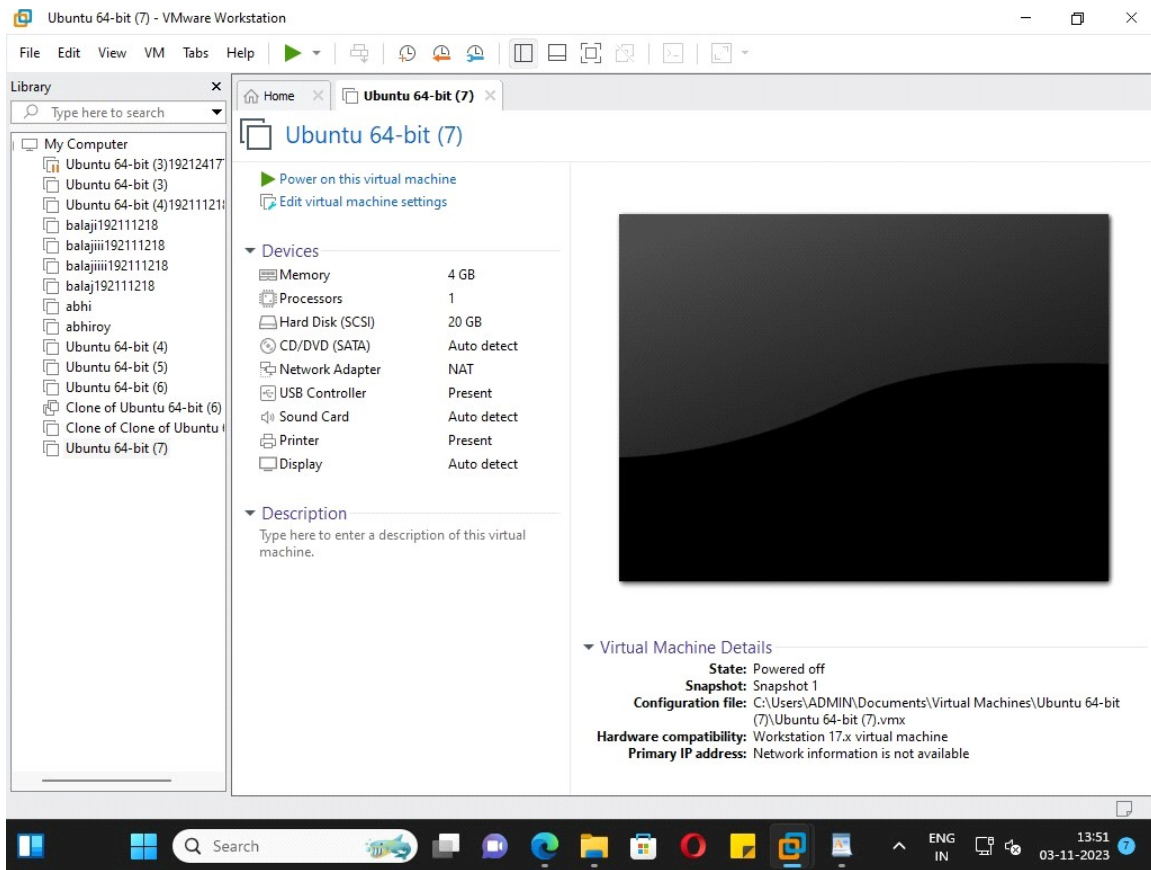 Ubuntu 64-bit (7) - VMware Workstation
File Edit View VM Tabs Help
Library
Type here to search
My Computer
Ubuntu 64-bit (3)19212417
Ubuntu 64-bit (3)
Ubuntu 64-bit (4)19211121
balaji192111218
balajiii192111218
balajiiii192111218
balaj192111218
abhi
abhiroy
Ubuntu 64-bit (4)
Ubuntu 64-bit (5)
Ubuntu 64-bit (6)
Clone of Ubuntu 64-bit (6)
Clone of Clone of Ubuntu
Ubuntu 64-bit (7)
Home
Ubuntu 64-bit (7)
Ubuntu 64-bit (7)
Power on this virtual machine
Edit virtual machine settings
Devices
Memory 4 GB
Processors 1
Hard Disk (SCSI) 20 GB
CD/DVD (SATA) Auto detect
Network Adapter NAT
USB Controller Present
Sound Card Auto detect
Printer Present
Display Auto detect
Description
Type here to enter a description of this virtual
machine.
Virtual Machine Details
State: Powered off
Snapshot: Snapshot 1
Configuration file: C:\Users\ADMIN\Documents\Virtual Machines\Ubuntu 64-bit
(7)\Ubuntu 64-bit (7).vmx
Hardware compatibility: Workstation 17.x virtual machine
Primary IP address: Network information is not available
Search
ENG
IN
13:51
03-11-2023
7